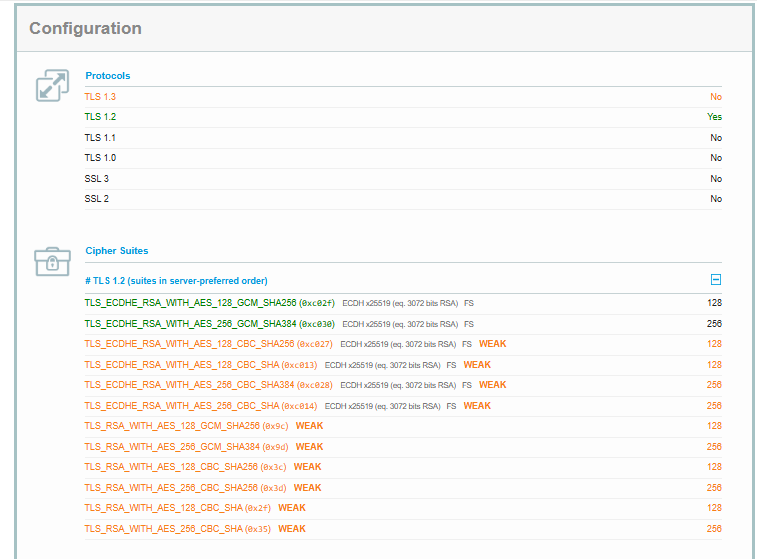 Configuration
Protocols
TLS 1.3 No
TLS 1.2 Yes
TLS 1.1 No
TLS 1.0 No
SSL 3 No
SSL 2 No
Cipher Suites
# TLS 1.2 (suites in server-preferred order)
TLS_ECDHE_RSA_WITH_AES_128_GCM_SHA256 (0xc02f) ECDH x25519 (eq. 3072 bits RSA) FS 128
TLS_ECDHE_RSA_WITH_AES_256_GCM_SHA384 (0xc030) ECDH x25519 (eq. 3072 bits RSA) FS 256
TLS_ECDHE_RSA_WITH_AES_128_CBC_SHA256 (0xc027) ECDH x25519 (eq. 3072 bits RSA) FS WEAK 128
TLS_ECDHE_RSA_WITH_AES_128_CBC_SHA (0xc013) ECDH x25519 (eq. 3072 bits RSA) FS WEAK 128
TLS_ECDHE_RSA_WITH_AES_256_CBC_SHA384 (0xc028) ECDH x25519 (eq. 3072 bits RSA) FS WEAK 256
TLS_ECDHE_RSA_WITH_AES_256_CBC_SHA (0xc014) ECDH x25519 (eq. 3072 bits RSA) FS WEAK 256
TLS_RSA_WITH_AES_128_GCM_SHA256 (0x9c) WEAK 128
TLS_RSA_WITH_AES_256_GCM_SHA384 (0x9d) WEAK 256
TLS_RSA_WITH_AES_128_CBC_SHA256 (0x3c) WEAK 128
TLS_RSA_WITH_AES_256_CBC_SHA256 (0x3d) WEAK 256
TLS_RSA_WITH_AES_128_CBC_SHA (0x2f) WEAK 128
TLS_RSA_WITH_AES_256_CBC_SHA (0x35) WEAK 256